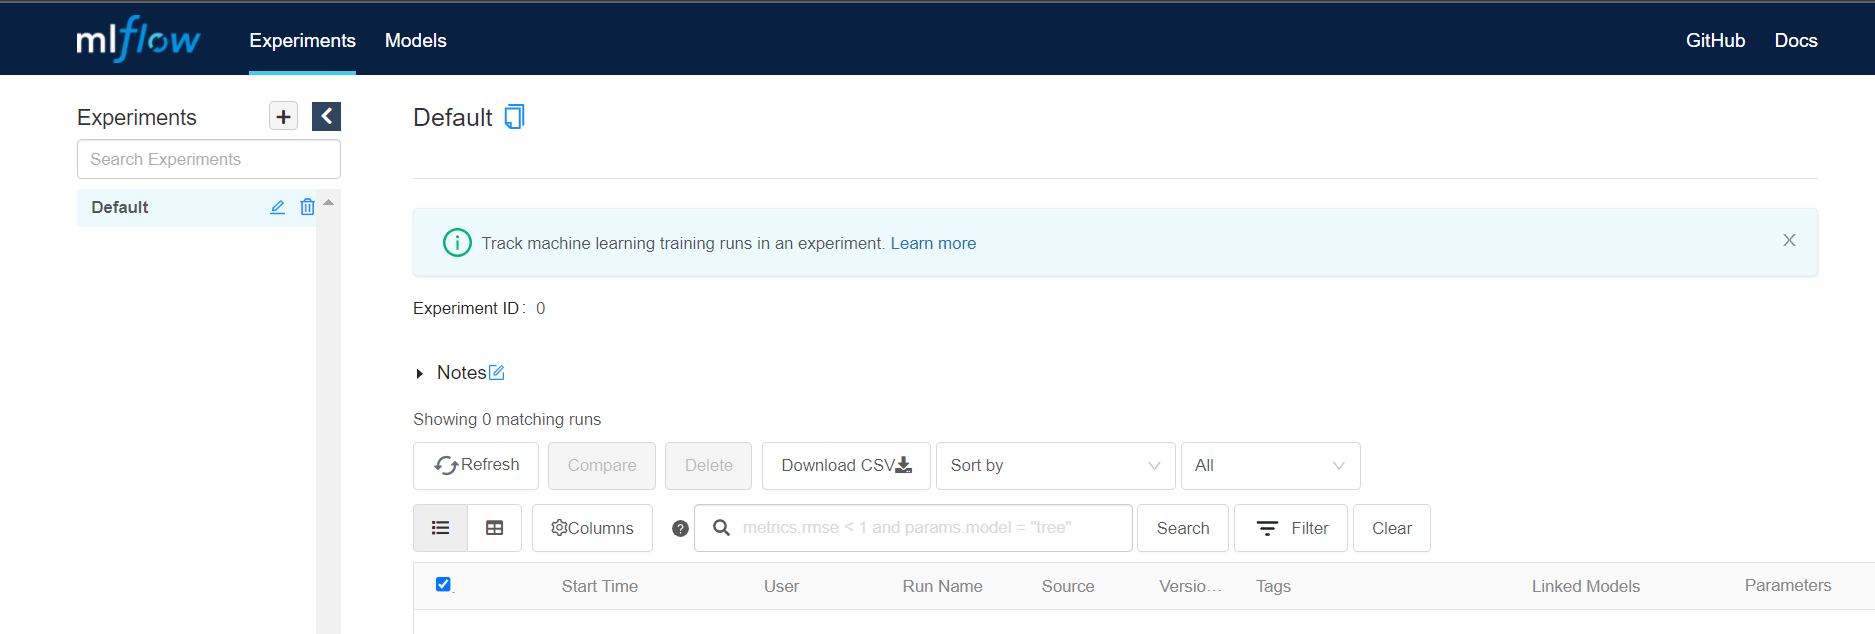 mlflow Experiments Models GitHub Docs
Experiments
Search Experiments
Default
Default
Track machine learning training runs in an experiment. Learn more
Experiment ID: 0
Notes
Showing 0 matching runs
Refresh Compare Delete Download CSV Sort by All
Columns metrics.rmse < 1 and params.model = "tree" Search Filter Clear
Start Time User Run Name Source Versio... Tags Linked Models Parameters